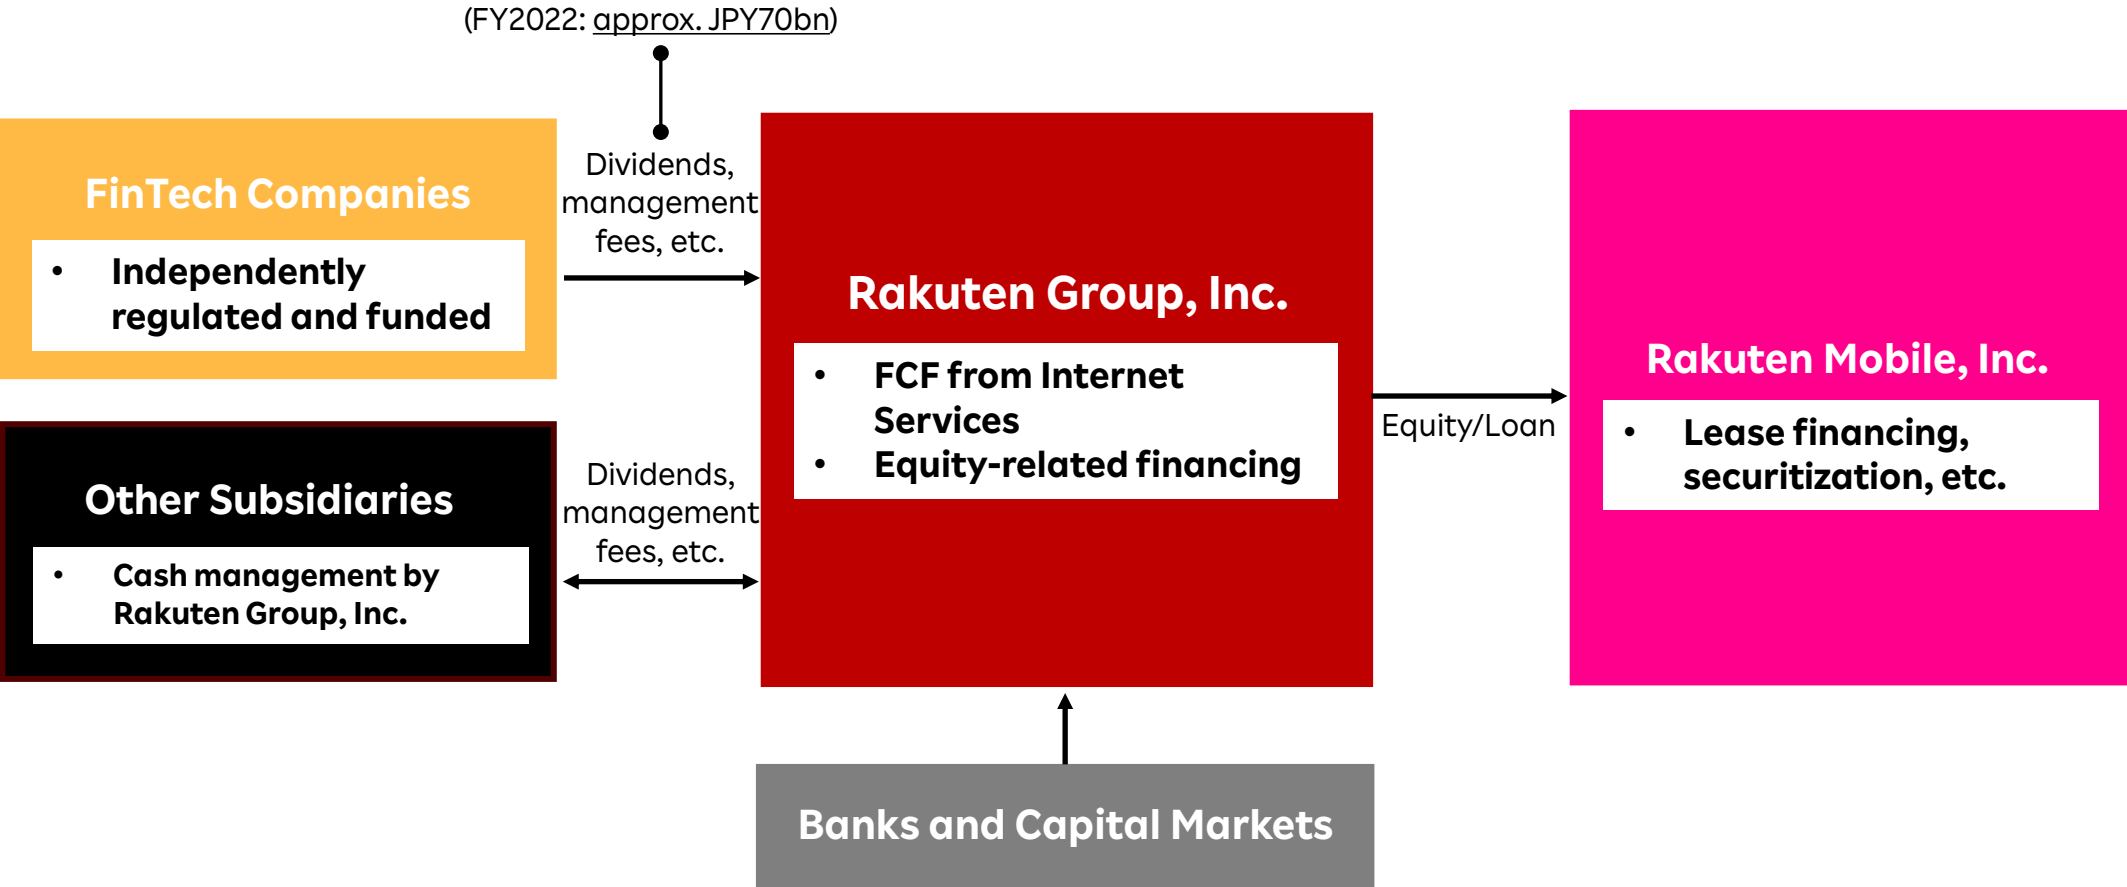 (FY2022: approx. JPY70bn)
FinTech Companies
• Independently
regulated and funded
Dividends,
management
fees, etc.
Other Subsidiaries
• Cash management by
Rakuten Group, Inc.
Dividends,
management
fees, etc.
Rakuten Group, Inc.
• FCF from Internet
Services
• Equity-related financing
Equity/Loan
Rakuten Mobile, Inc.
• Lease financing,
securitization, etc.
Banks and Capital Markets